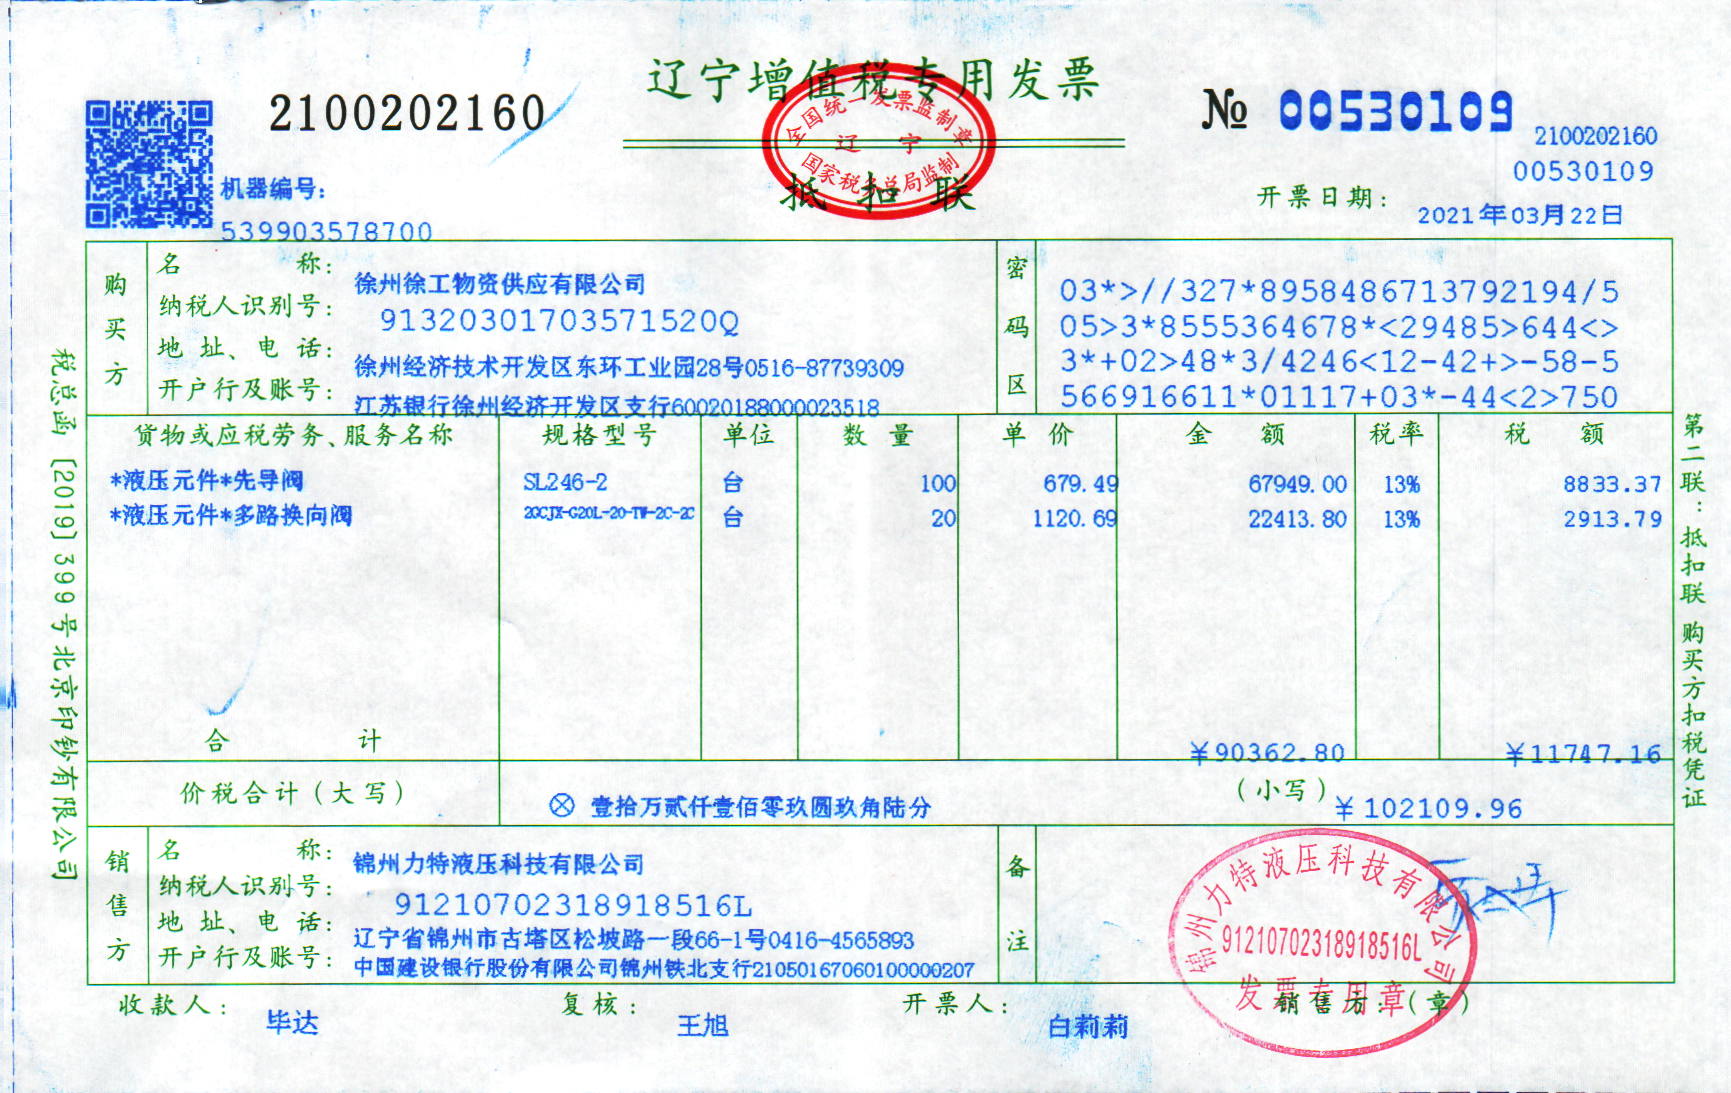 辽宁增值税专用发票
2100202160
№ 00530109
2100202160
00530109
全国统一发票监制章
辽宁
国家税务总局监制
抵扣联
机器编号:
539903578700
开票日期: 2021年03月22日
购买方
名称: 徐州徐工物资供应有限公司
纳税人识别号: 91320301703571520Q
地址、电话: 徐州经济技术开发区东环工业园28号0516-87739309
开户行及账号: 江苏银行徐州经济开发区支行60020188000023518
密码区
03*>//327*8958486713792194/5
05>3*8555364678*<29485>644<>
3*+02>48*3/4246<12-42+>-58-5
566916611*01117+03*-44<2>750
货物或应税劳务、服务名称 规格型号 单位 数量 单价 金额 税率 税额
*液压元件*先导阀 SL246-2 台 100 679.49 67949.00 13% 8833.37
*液压元件*多路换向阀 2GCJX-G20L-20-TW-2C-2C 台 20 1120.69 22413.80 13% 2913.79
合计 ¥90362.80 ¥11747.16
价税合计(大写) ⊗ 壹拾万贰仟壹佰零玖圆玖角陆分 (小写) ¥102109.96
销售方
名称: 锦州力特液压科技有限公司
纳税人识别号: 91210702318918516L
地址、电话: 辽宁省锦州市古塔区松坡路一段66-1号0416-4565893
开户行及账号: 中国建设银行股份有限公司锦州铁北支行21050167060100000207
备注
锦州力特液压科技有限公司
91210702318918516L
发票专用章
收款人: 毕达 复核: 王旭 开票人: 白莉莉 销售方:(章)
税总函[2019]399号北京印钞有限公司
第二联:抵扣联 购买方扣税凭证